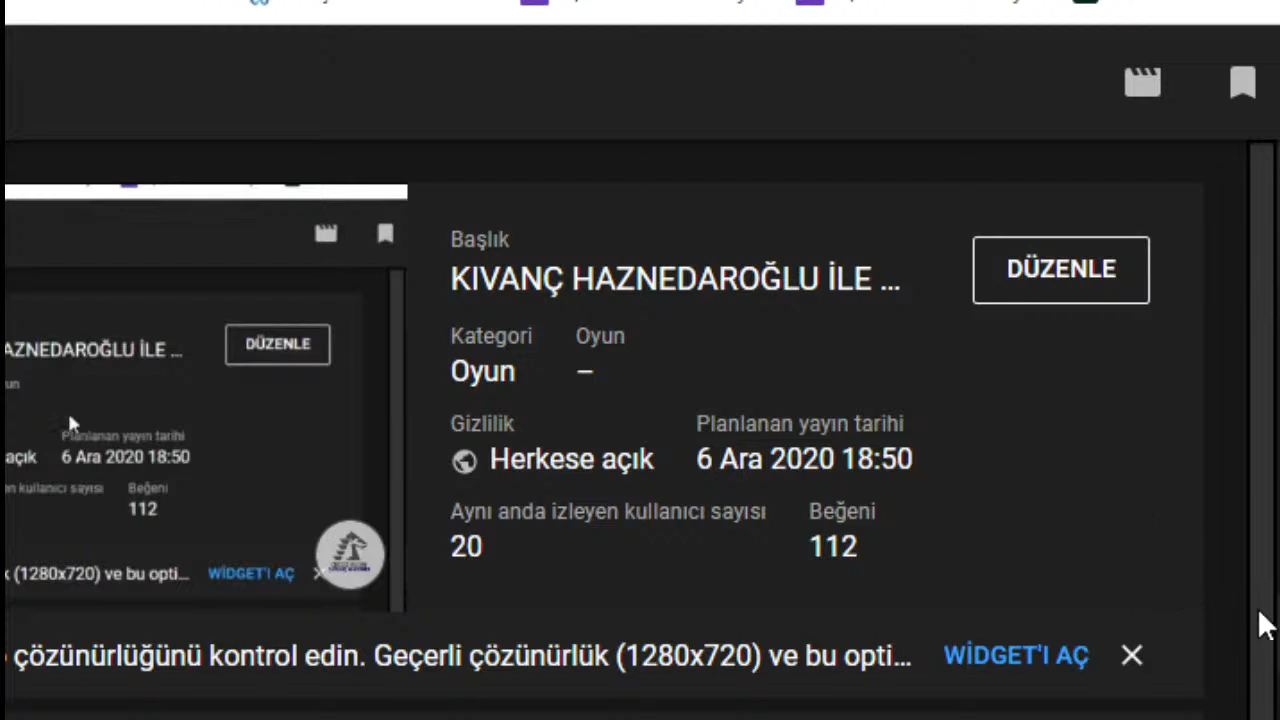 Başlık
KIVANÇ HAZNEDAROĞLU İLE ...
DÜZENLE
Kategori Oyun
Oyun –
Gizlilik Planlanan yayın tarihi
Herkese açık 6 Ara 2020 18:50
Aynı anda izleyen kullanıcı sayısı Beğeni
20 112
çözünürlüğünü kontrol edin. Geçerli çözünürlük (1280x720) ve bu opti... WİDGET'I AÇ
AZNEDAROĞLU İLE ...
DÜZENLE
un
Planlanan yayın tarihi
açık 6 Ara 2020 18:50
n kullanıcı sayısı Beğeni
112
k (1280x720) ve bu opti... WİDGET'I AÇ